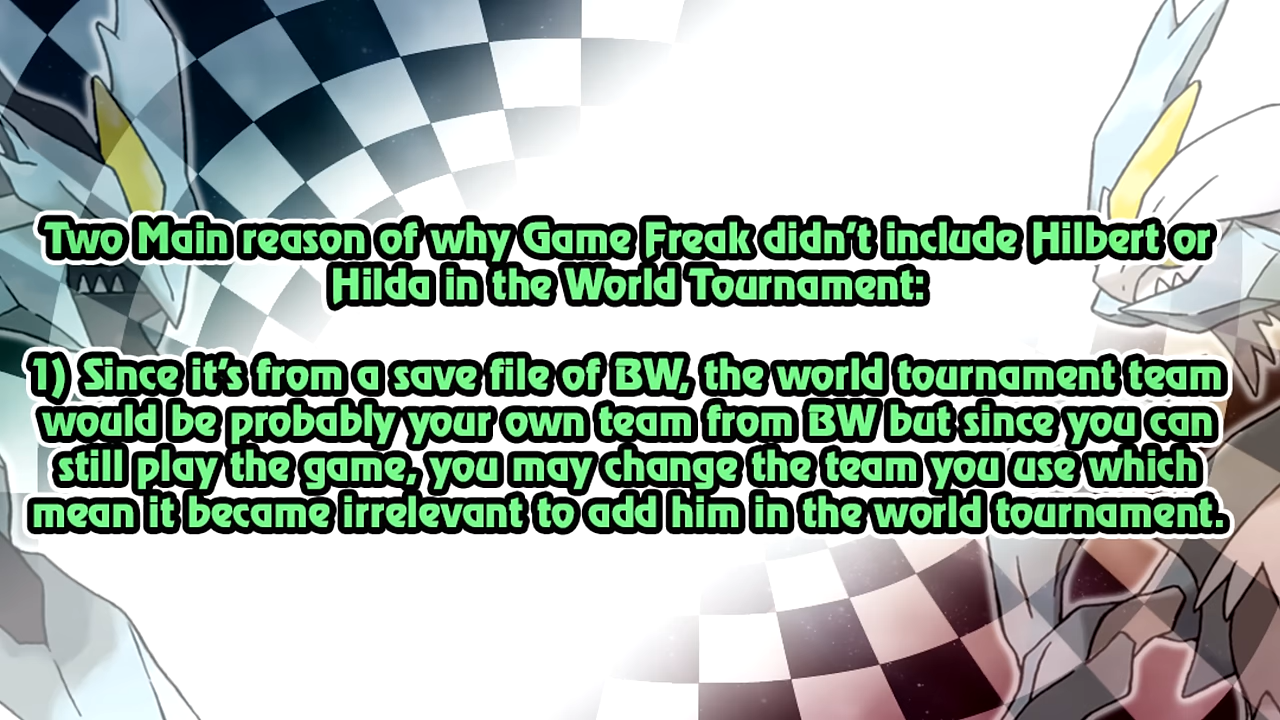 Two Main reason of why Game Freak didn't include Hilbert or
Hilda in the World Tournament:
1) Since it's from a save file of BW, the world tournament team
would be probably your own team from BW but since you can
still play the game, you may change the team you use which
mean it became irrelevant to add him in the world tournament.